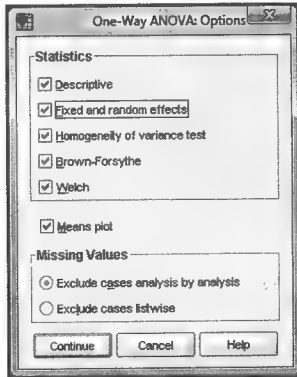 One-Way ANOVA: Options
Statistics
Descriptive
Fixed and random effects
Homogeneity of variance test
Brown-Forsythe
Welch
Means plot
Missing Values
Exclude cases analysis by analysis
Exclude cases listwise
Continue Cancel Help